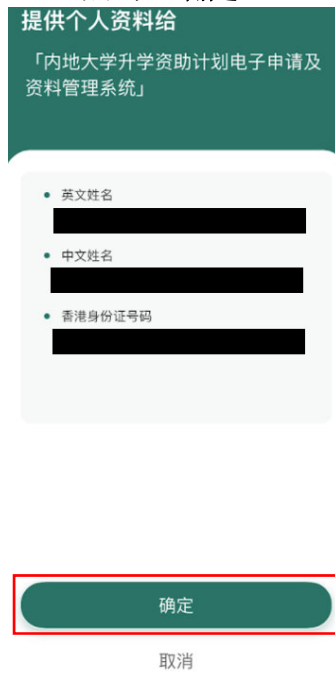 提供个人资料给
「内地大学升学资助计划电子申请及
资料管理系统」
英文姓名
中文姓名
香港身份证号码
确定
取消